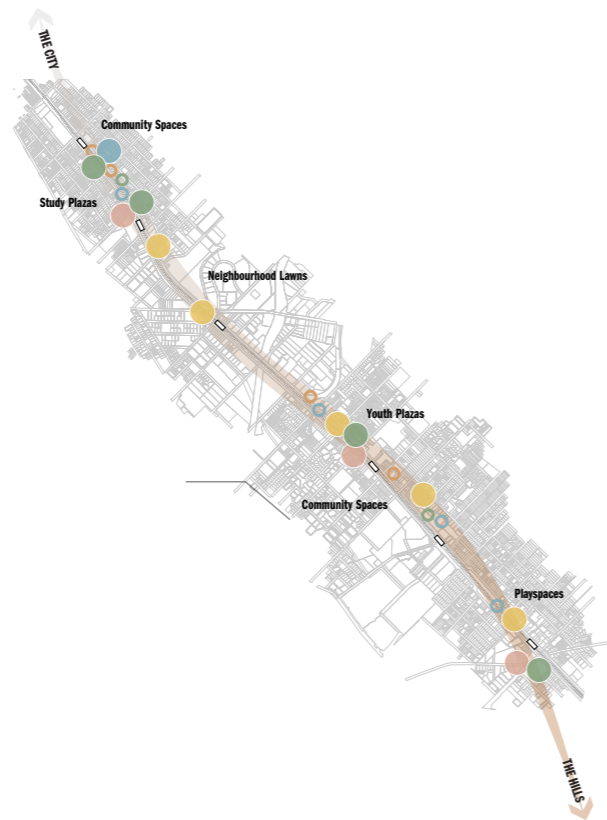 THE CITY
Community Spaces
Study Plazas
Neighbourhood Lawns
Youth Plazas
Community Spaces
Playspaces
THE HILLS